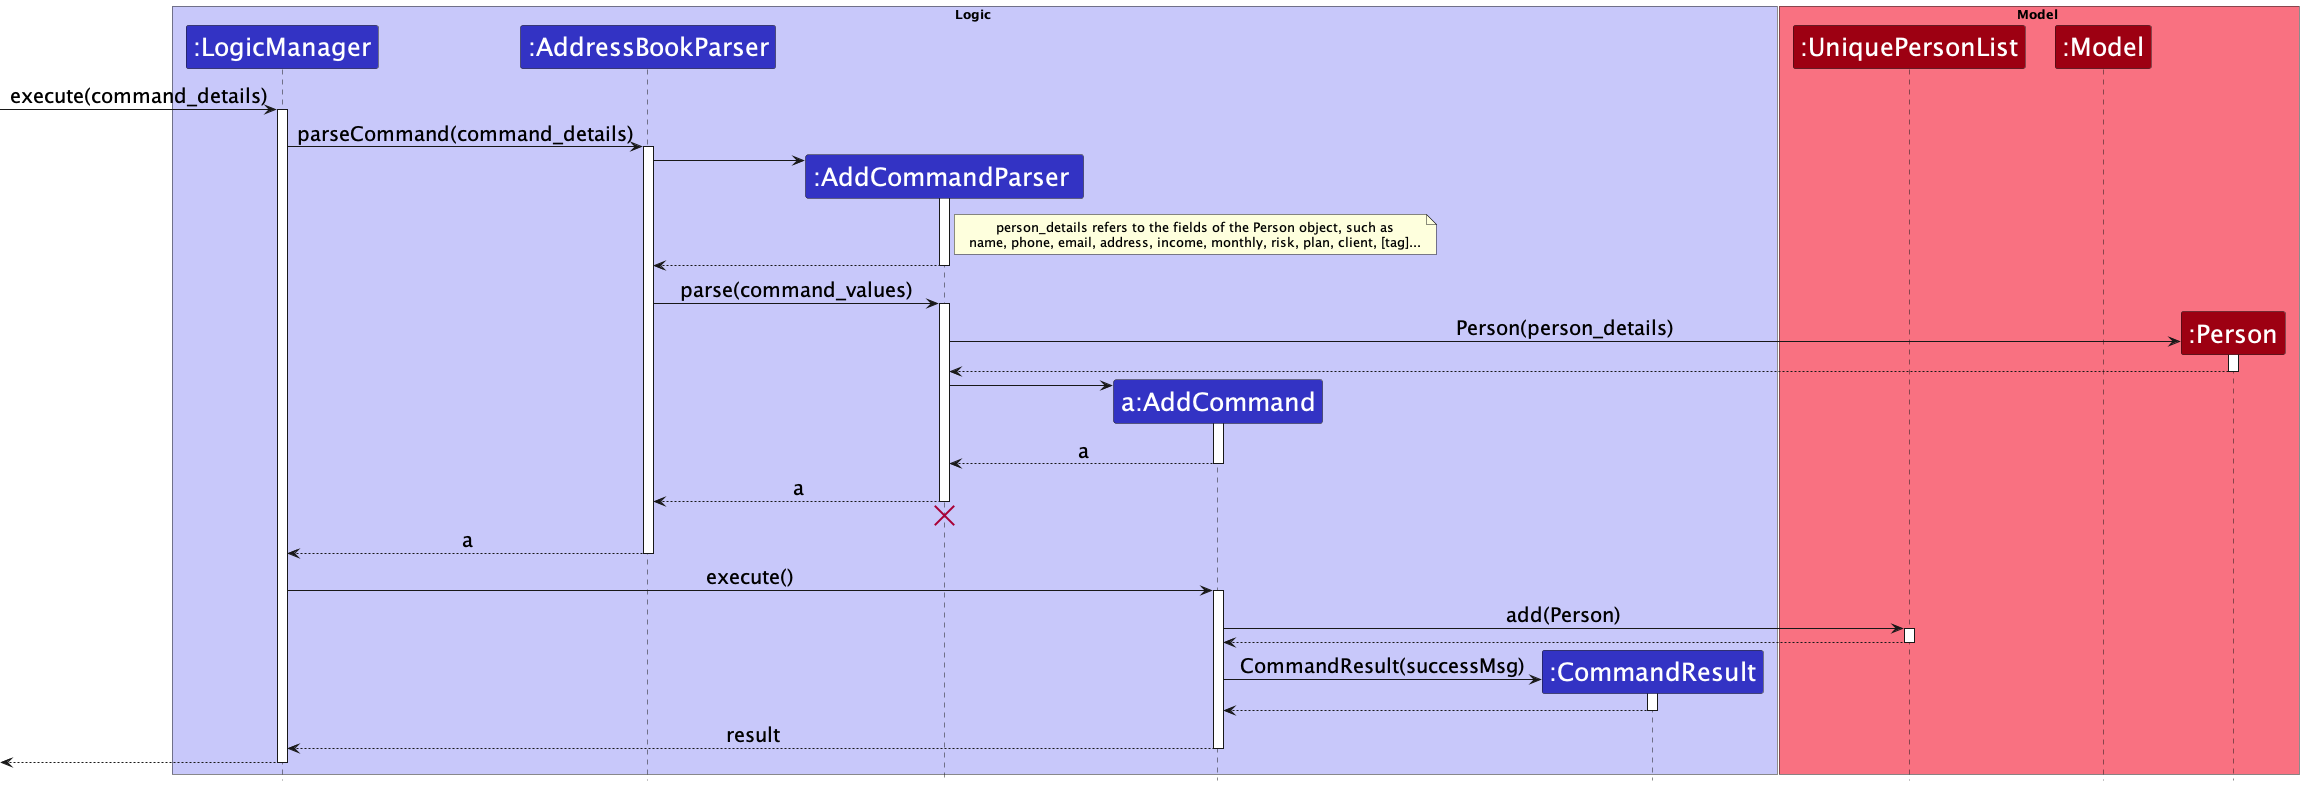 Logic
Model
:LogicManager
:AddressBookParser
:UniquePersonList
:Model
execute(command_details)
parseCommand(command_details)
:AddCommandParser
person_details refers to the fields of the Person object, such as
name, phone, email, address, income, monthly, risk, plan, client, [tag]...
parse(command_values)
Person(person_details)
:Person
a:AddCommand
a
a
a
execute()
add(Person)
CommandResult(successMsg)
:CommandResult
result